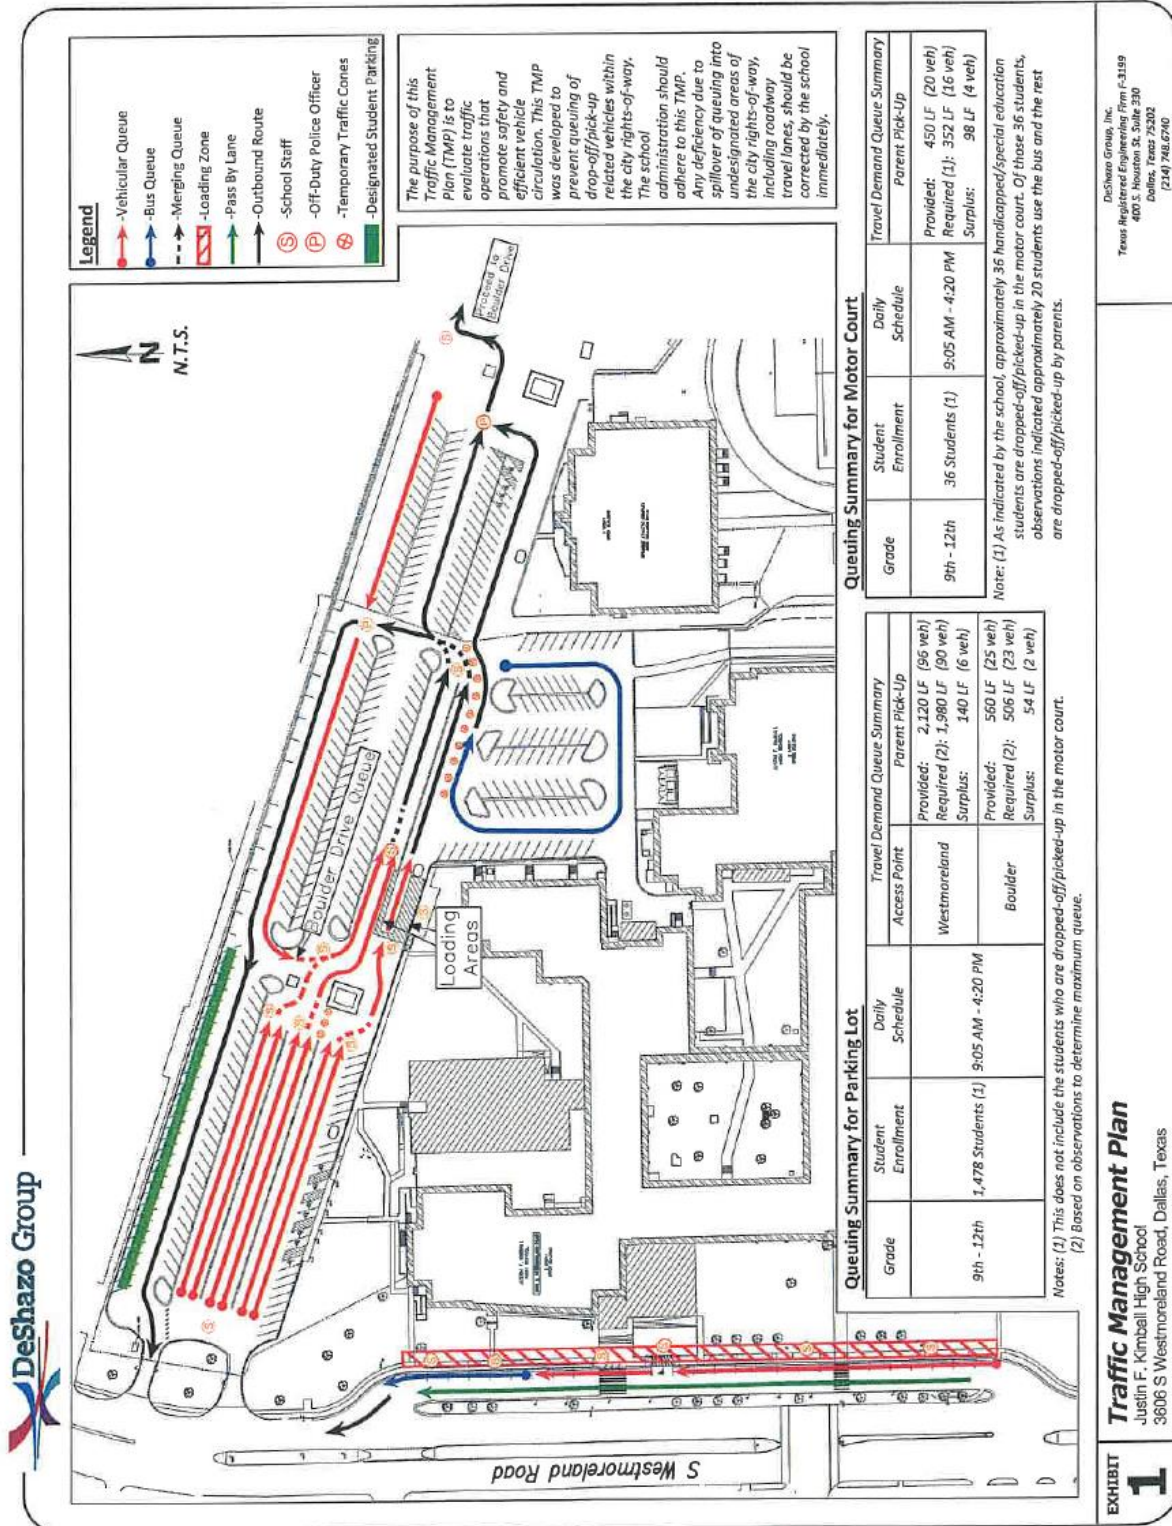 DeShazo Group
N
N.T.S.
Legend
-Vehicular Queue
-Bus Queue
-Merging Queue
-Loading Zone
-Pass By Lane
-Outbound Route
S -School Staff
P -Off-Duty Police Officer
-Temporary Traffic Cones
-Designated Student Parking
The purpose of this
Traffic Management
Plan (TMP) is to
evaluate traffic
operations that
promote safety and
efficient vehicle
circulation. This TMP
was developed to
prevent queuing of
drop-off/pick-up
related vehicles within
the city rights-of-way.
The school
administration should
adhere to this TMP.
Any deficiency due to
spillover of queuing into
undesignated areas of
the city rights-of-way,
including roadway
travel lanes, should be
corrected by the school
immediately.
Proceed To
Boulder Drive
Boulder Drive Queue
Loading
Areas
S Westmoreland Road
Queuing Summary for Parking Lot
Grade Student Enrollment Daily Schedule Travel Demand Queue Summary
Access Point Parent Pick-Up
9th - 12th 1,478 Students (1) 9:05 AM - 4:20 PM
Westmoreland Provided: 2,120 LF (96 veh)
Required (2): 1,980 LF (90 veh)
Surplus: 140 LF (6 veh)
Boulder Provided: 560 LF (25 veh)
Required (2): 506 LF (23 veh)
Surplus: 54 LF (2 veh)
Notes: (1) This does not include the students who are dropped-off/picked-up in the motor court.
(2) Based on observations to determine maximum queue.
Queuing Summary for Motor Court
Grade Student Enrollment Daily Schedule Travel Demand Queue Summary
Parent Pick-Up
9th - 12th 36 Students (1) 9:05 AM - 4:20 PM
Provided: 450 LF (20 veh)
Required (1): 352 LF (16 veh)
Surplus: 98 LF (4 veh)
Note: (1) As indicated by the school, approximately 36 handicapped/special education
students are dropped-off/picked-up in the motor court. Of those 36 students,
observations indicated approximately 20 students use the bus and the rest
are dropped-off/picked-up by parents.
EXHIBIT
1
Traffic Management Plan
Justin F. Kimball High School
3606 S Westmoreland Road, Dallas, Texas
DeShazo Group, Inc.
Texas Registered Engineering Firm F-3199
400 S. Houston St, Suite 330
Dallas, Texas 75202
(214) 748.6740